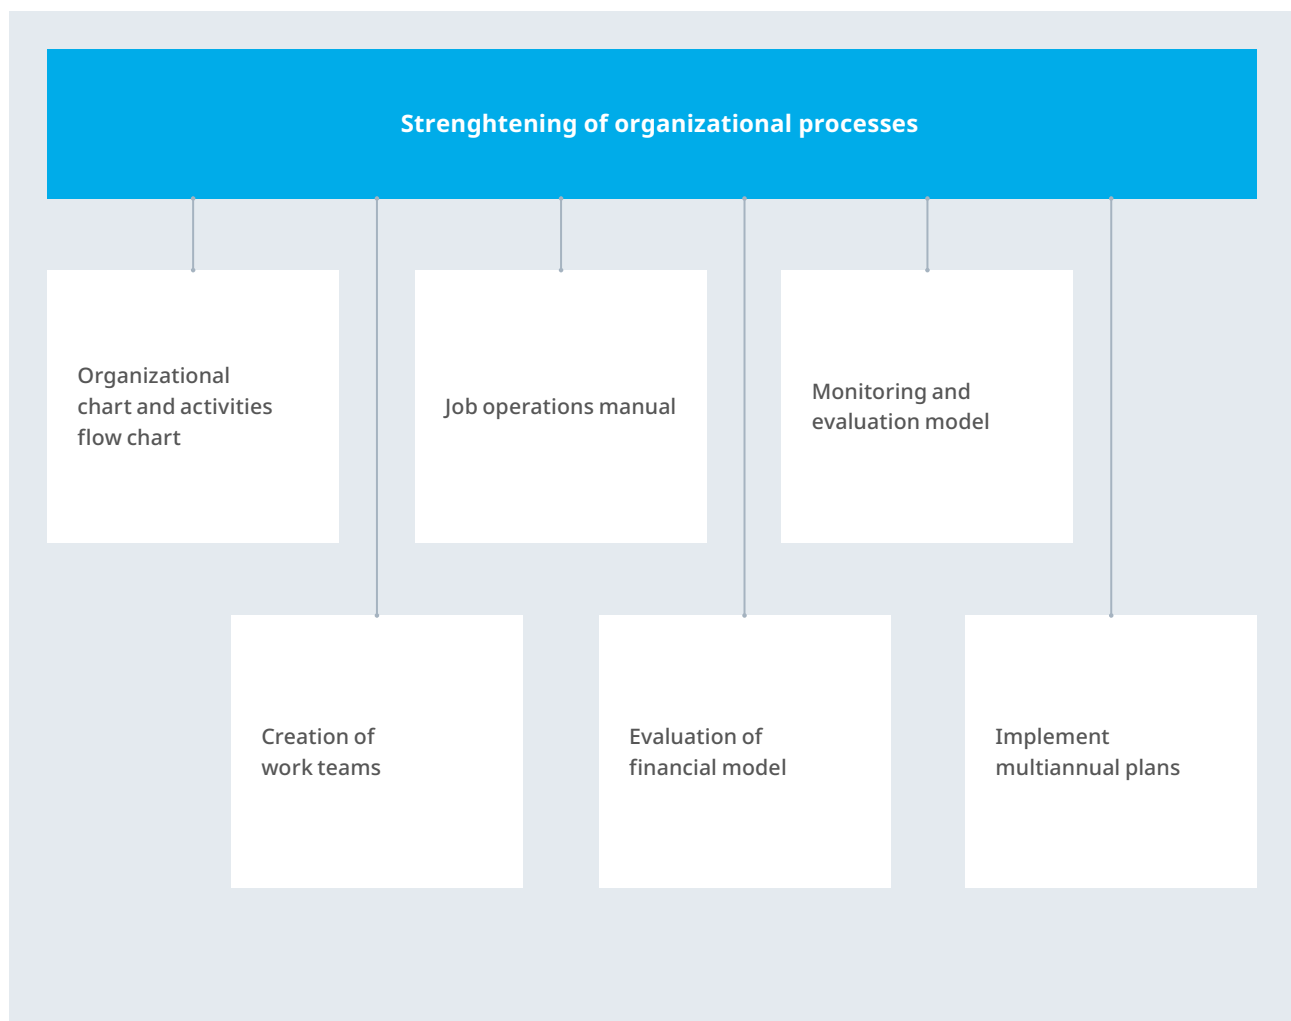 Strenghtening of organizational processes
Organizational
chart and activities
flow chart
Job operations manual
Monitoring and
evaluation model
Creation of
work teams
Evaluation of
financial model
Implement
multiannual plans